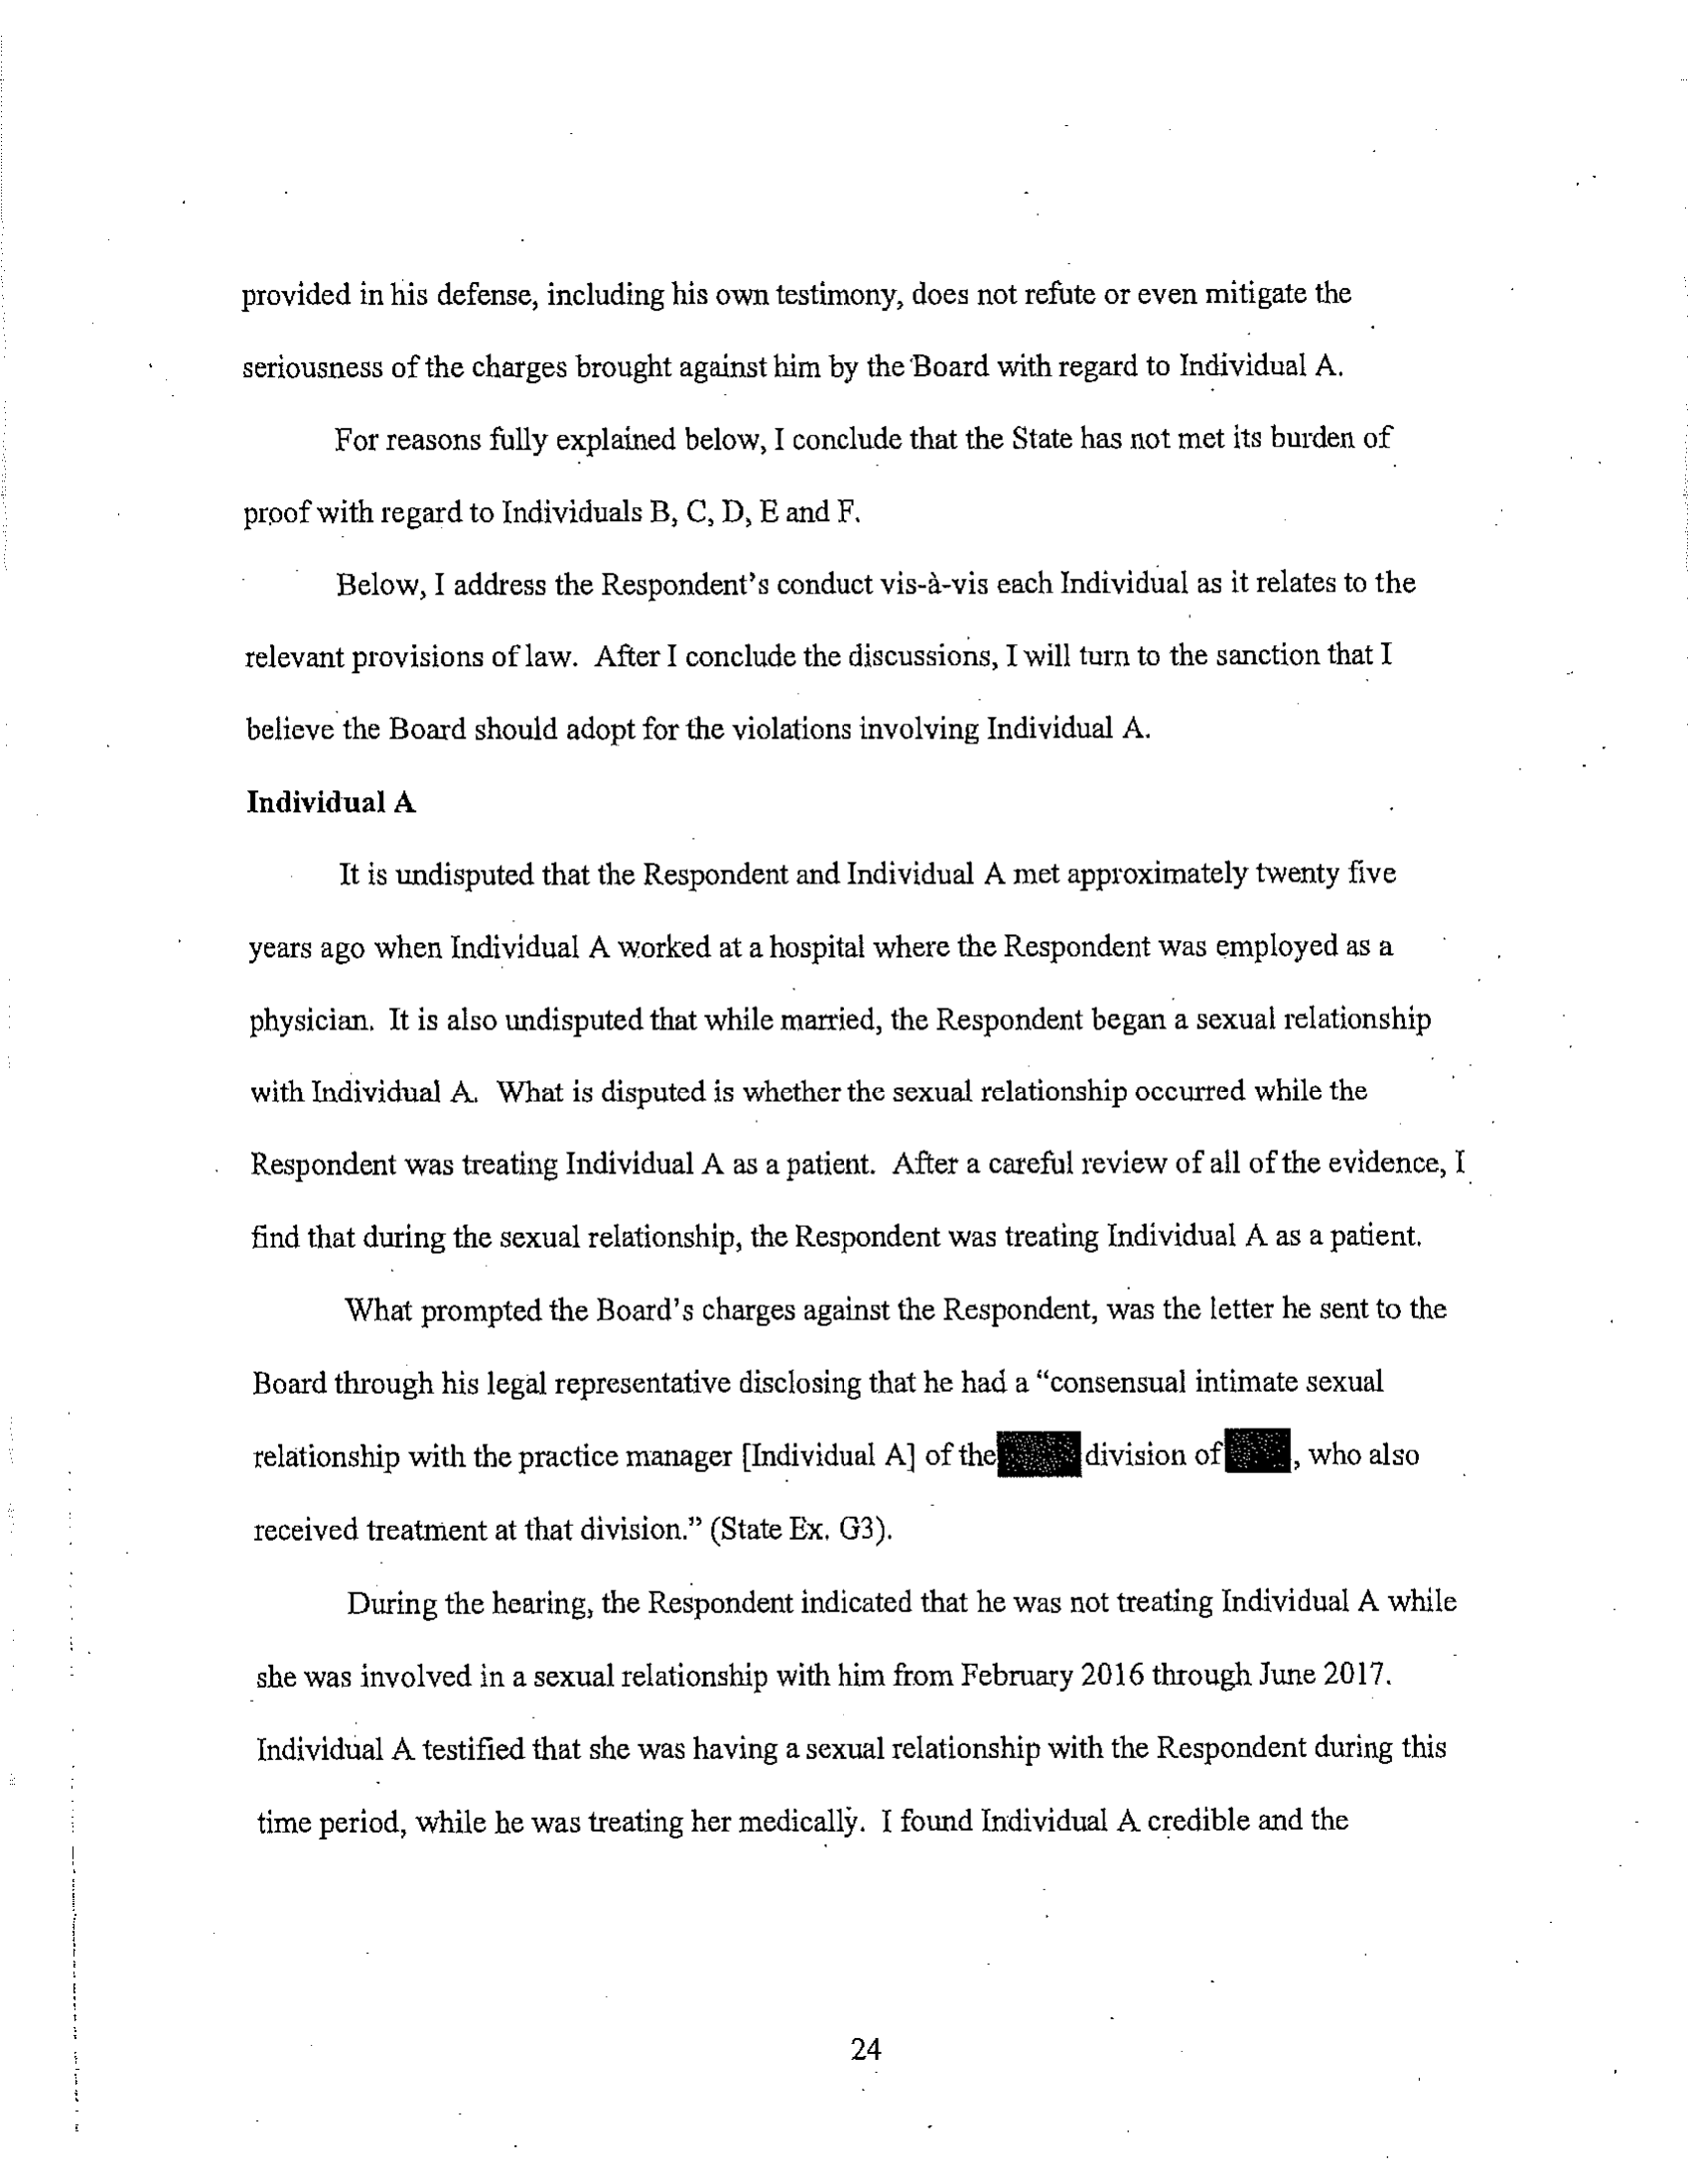 provided in his defense, including his own testimony, does not refute or even mitigate the
seriousness of the charges brought against him by the Board with regard to Individual A.
For reasons fully explained below, I conclude that the State has not met its burden of
proof with regard to Individuals B, C, D, E and F.
Below, I address the Respondent's conduct vis-à-vis each Individual as it relates to the
relevant provisions of law. After I conclude the discussions, I will turn to the sanction that I
believe the Board should adopt for the violations involving Individual A.
Individual A
It is undisputed that the Respondent and Individual A met approximately twenty five
years ago when Individual A worked at a hospital where the Respondent was employed as a
physician. It is also undisputed that while married, the Respondent began a sexual relationship
with Individual A. What is disputed is whether the sexual relationship occurred while the
Respondent was treating Individual A as a patient. After a careful review of all of the evidence, I
find that during the sexual relationship, the Respondent was treating Individual A as a patient.
What prompted the Board's charges against the Respondent, was the letter he sent to the
Board through his legal representative disclosing that he had a "consensual intimate sexual
relationship with the practice manager [Individual A] of the division of , who also
received treatment at that division." (State Ex. G3).
During the hearing, the Respondent indicated that he was not treating Individual A while
she was involved in a sexual relationship with him from February 2016 through June 2017.
Individual A testified that she was having a sexual relationship with the Respondent during this
time period, while he was treating her medically. I found Individual A credible and the
24